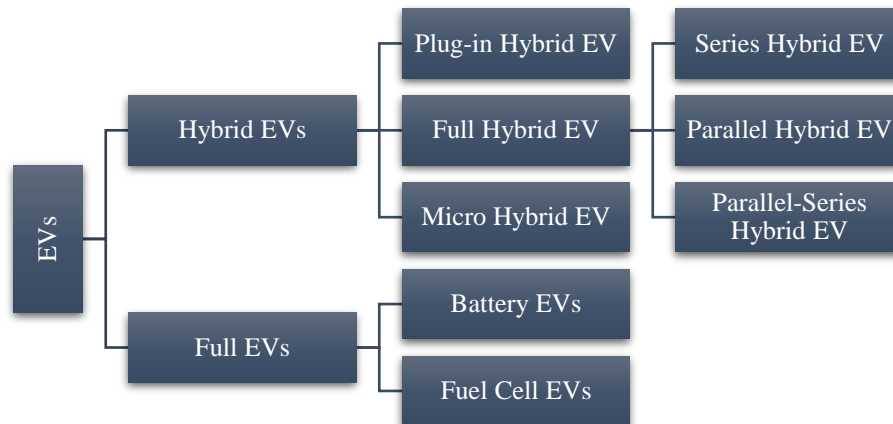 EVs
Hybrid EVs
Plug-in Hybrid EV
Full Hybrid EV
Series Hybrid EV
Parallel Hybrid EV
Parallel-Series
Hybrid EV
Micro Hybrid EV
Full EVs
Battery EVs
Fuel Cell EVs